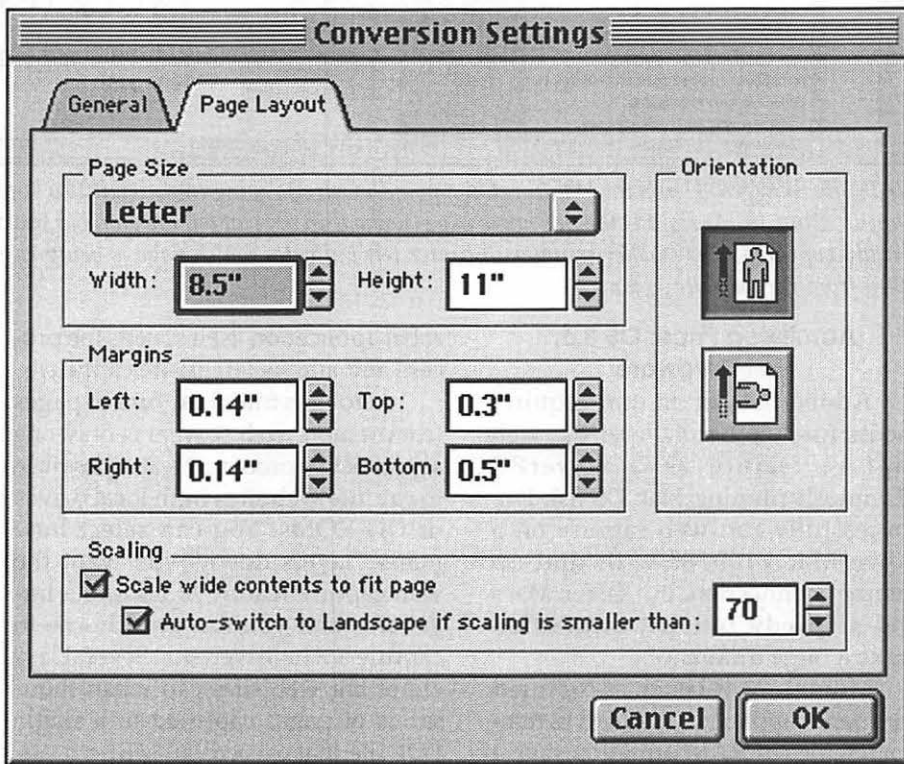 Conversion Settings
General
Page Layout
Page Size
Letter
Width: 8.5" Height: 11"
Orientation
Margins
Left: 0.14" Top: 0.3"
Right: 0.14" Bottom: 0.5"
Scaling
Scale wide contents to fit page
Auto-switch to Landscape if scaling is smaller than: 70
Cancel OK